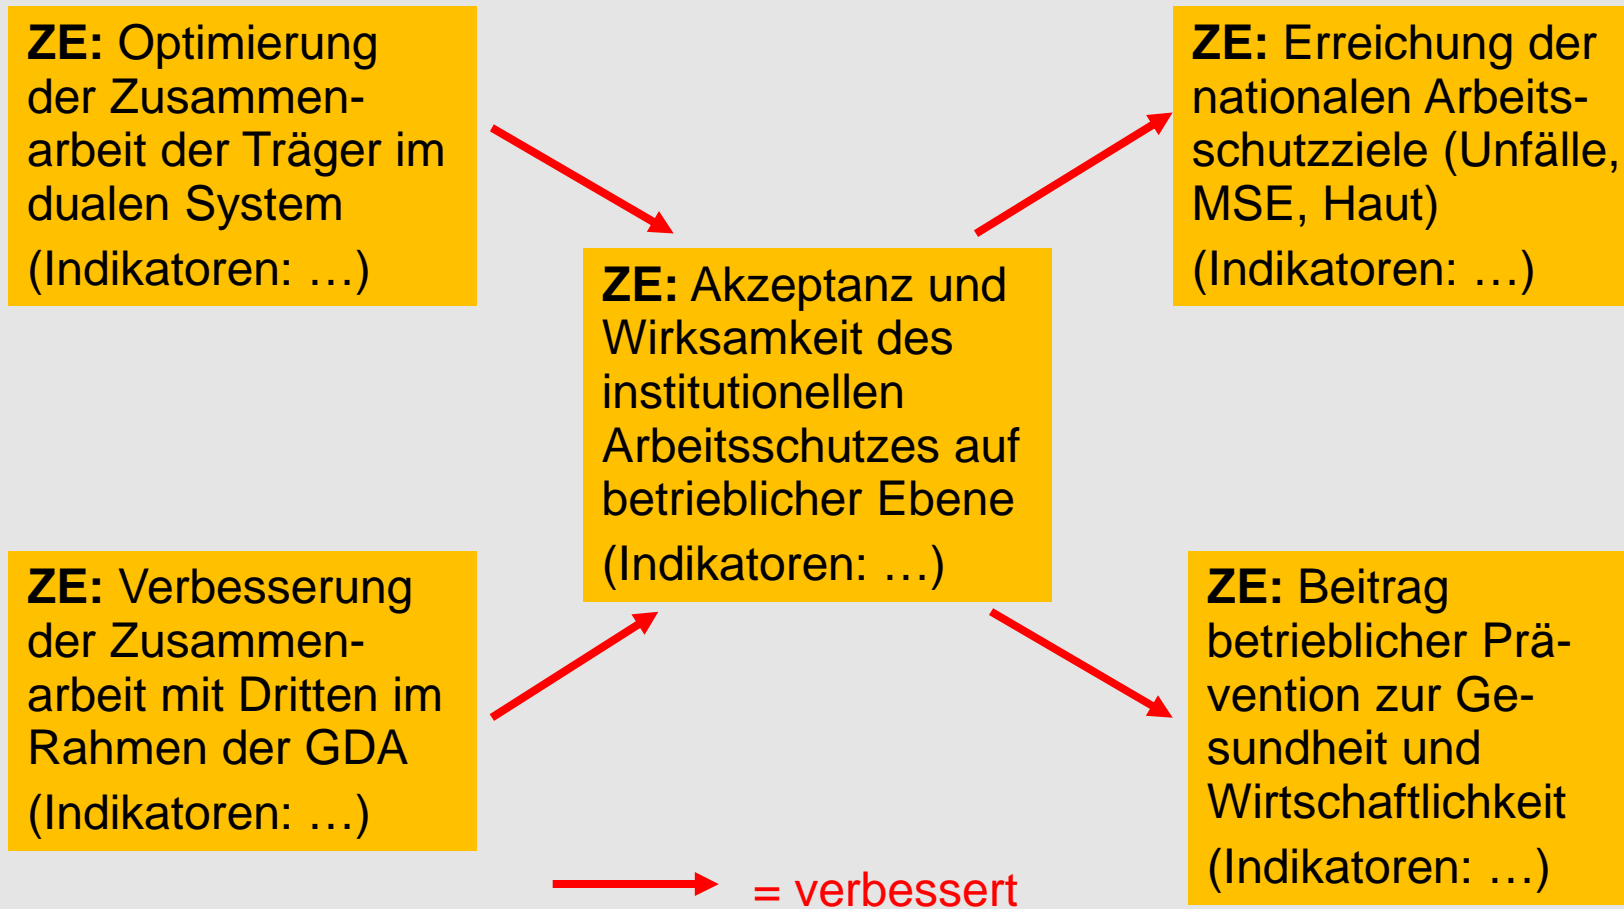 ZE: Optimierung
der Zusammen-
arbeit der Träger im
dualen System
(Indikatoren: …)
ZE: Erreichung der
nationalen Arbeits-
schutzziele (Unfälle,
MSE, Haut)
(Indikatoren: …)
ZE: Akzeptanz und
Wirksamkeit des
institutionellen
Arbeitsschutzes auf
betrieblicher Ebene
(Indikatoren: …)
ZE: Verbesserung
der Zusammen-
arbeit mit Dritten im
Rahmen der GDA
(Indikatoren: …)
ZE: Beitrag
betrieblicher Prä-
vention zur Ge-
sundheit und
Wirtschaftlichkeit
(Indikatoren: …)
= verbessert